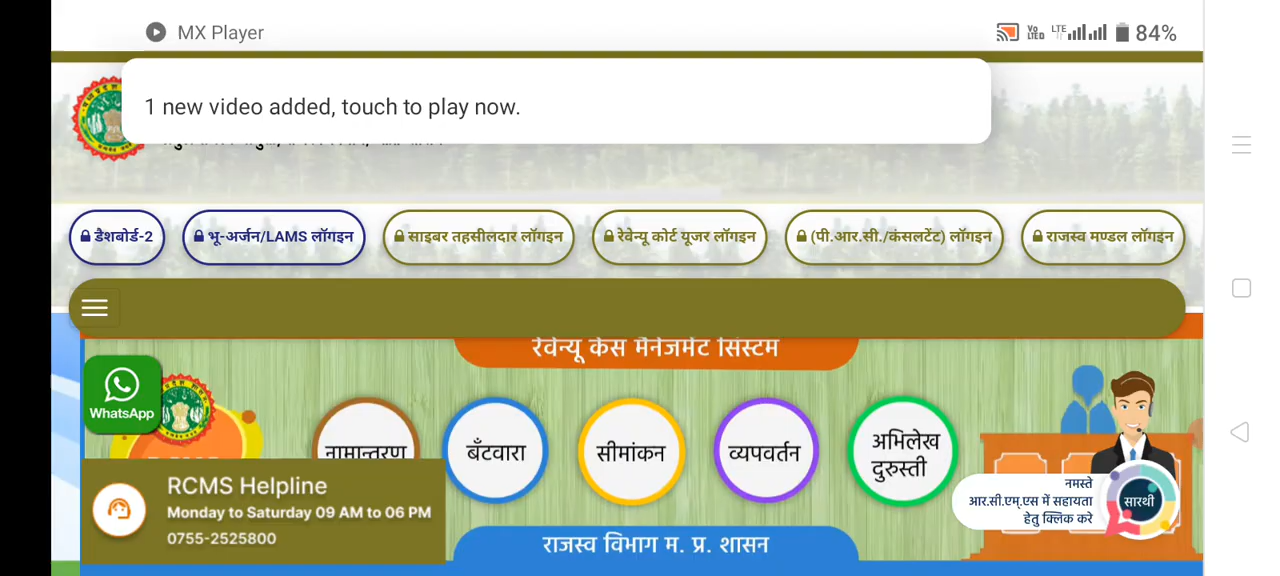 MX Player
Vo
LTED
LTE
84%
1 new video added, touch to play now.
डैशबोर्ड-2
भू-अर्जन/LAMS लॉगइन
साइबर तहसीलदार लॉगइन
रेवेन्यू कोर्ट यूजर लॉगइन
(पी.आर.सी./कंसलटेंट) लॉगइन
राजस्व मण्डल लॉगइन
रेवेन्यू केस मैनेजमेंट सिस्टम
WhatsApp
नामान्तरण
बँटवारा
सीमांकन
व्यपवर्तन
अभिलेख
दुरुस्ती
RCMS Helpline
Monday to Saturday 09 AM to 06 PM
0755-2525800
नमस्ते
आर.सी.एम्.एस में सहायता
हेतु क्लिक करे
सारथी
राजस्व विभाग म. प्र. शासन